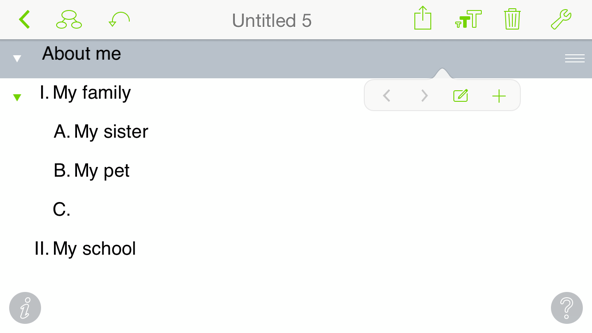 Untitled 5
About me
I. My family
A. My sister
B. My pet
C.
II. My school